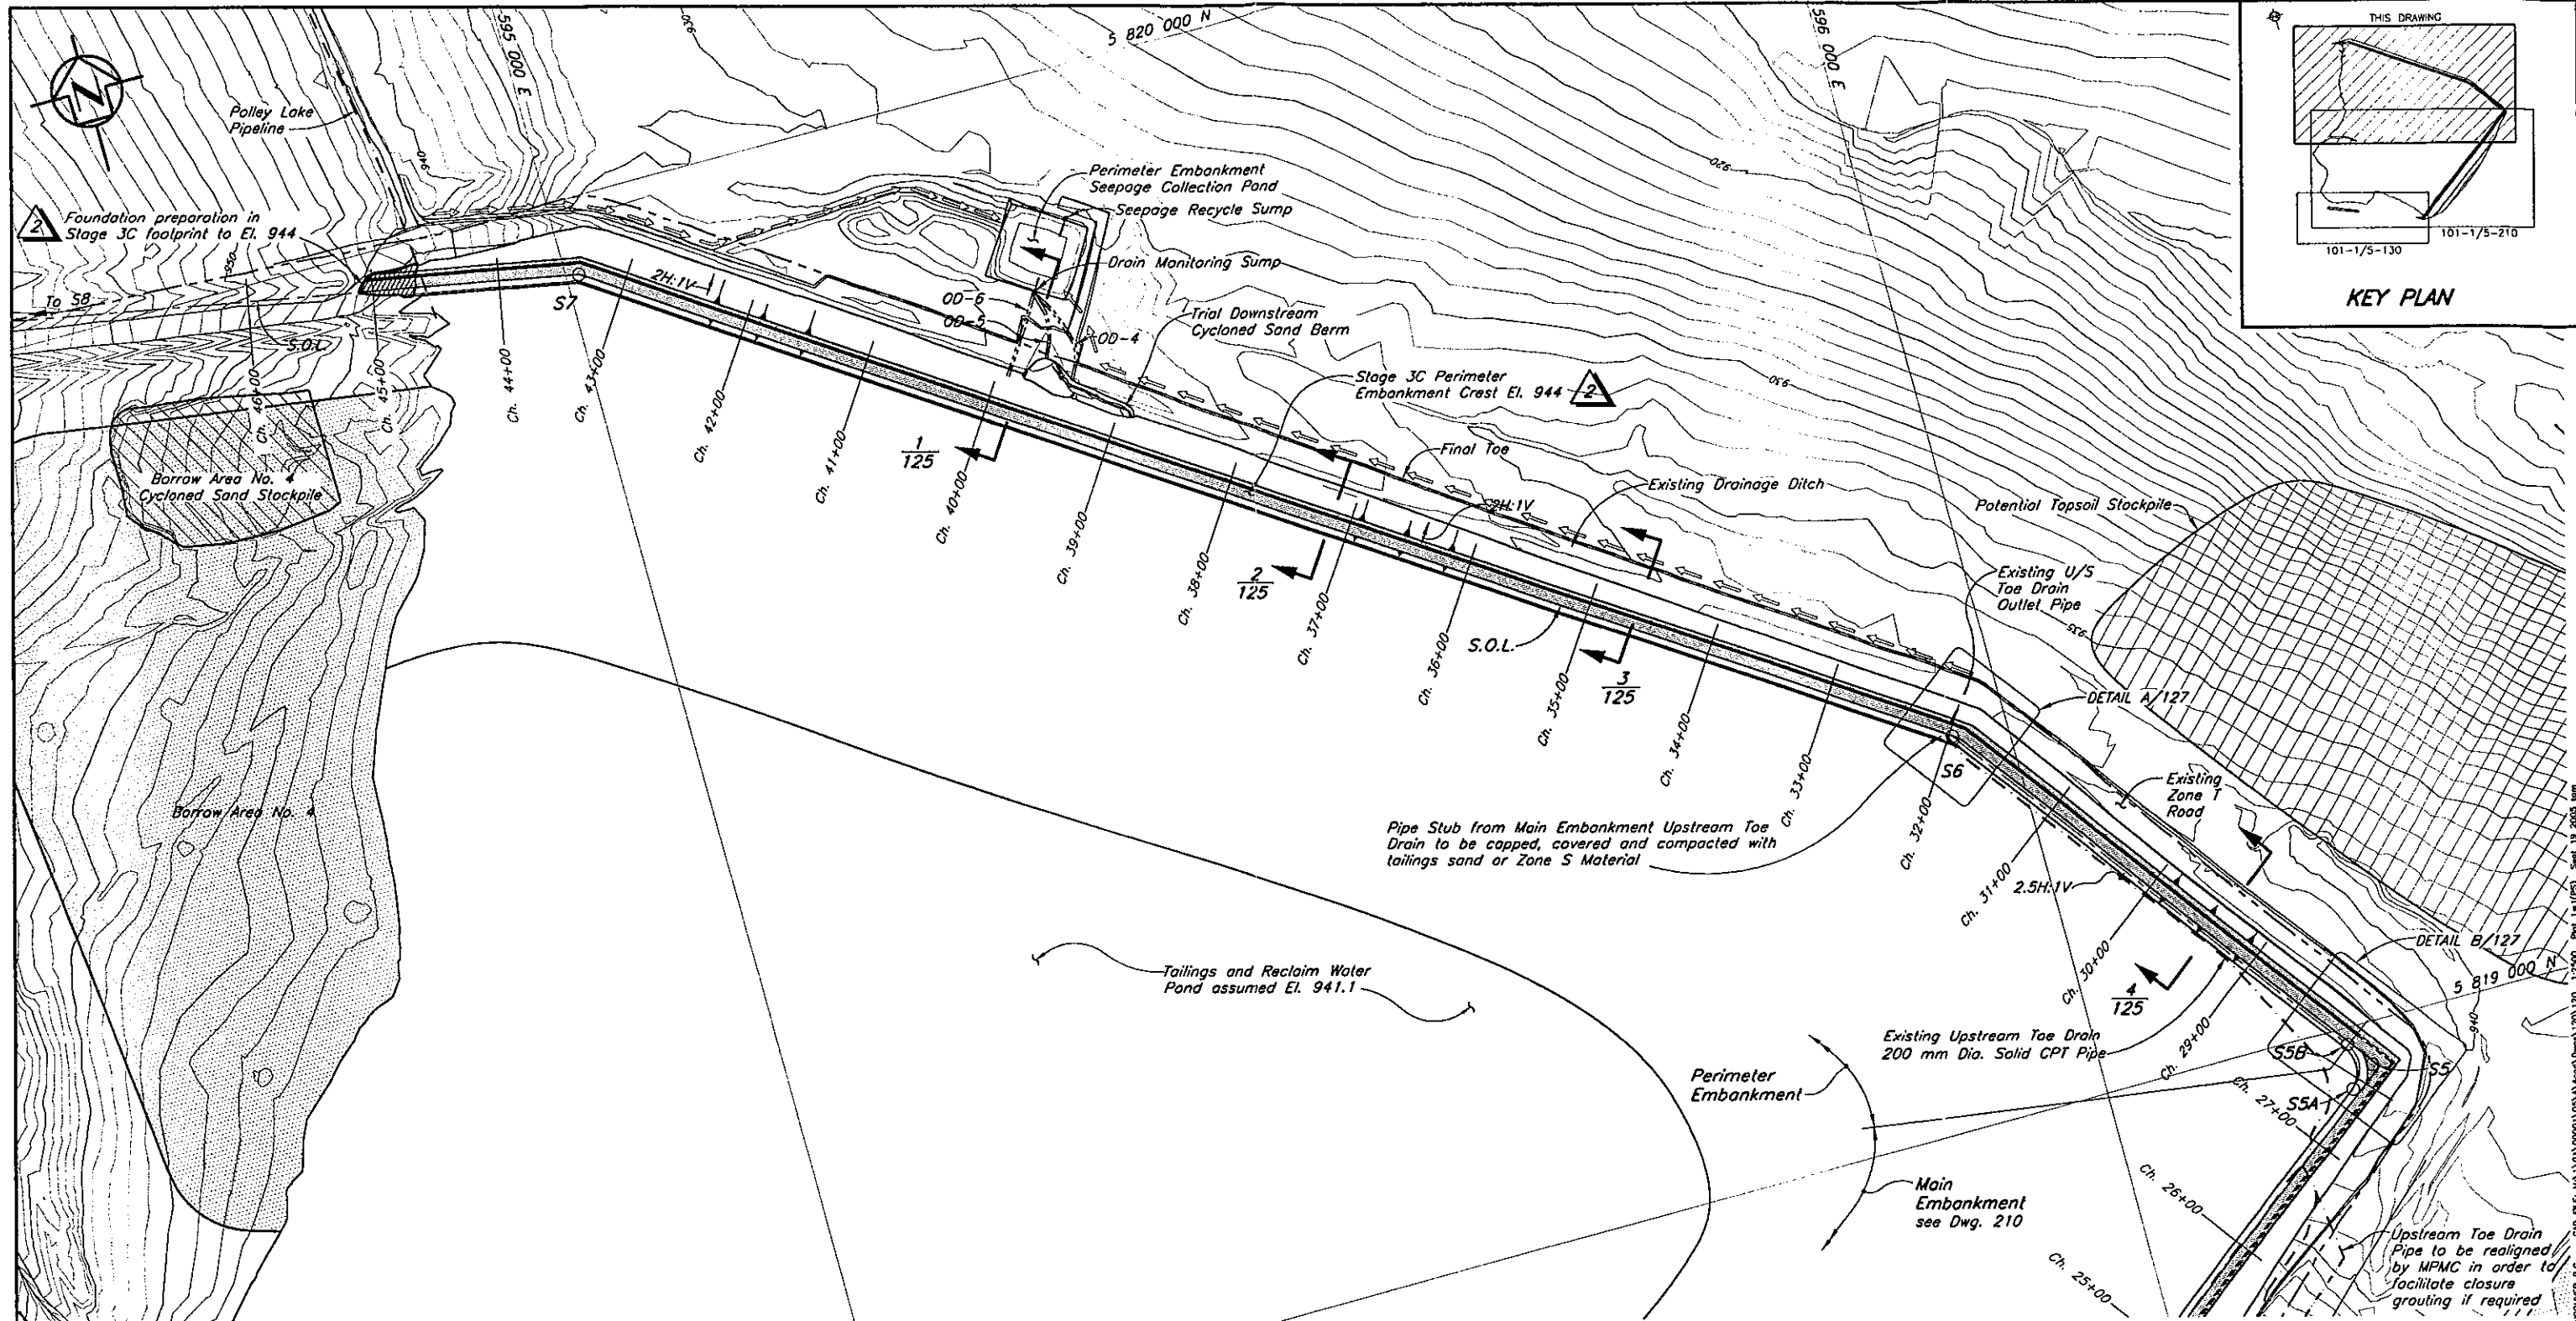 595 000 E
930
5 820 000 N
596 000 E
THIS DRAWING
101-1/5-130
101-1/5-210
KEY PLAN
N
Polley Lake
Pipeline
940
2
Foundation preparation in
Stage 3C footprint to El. 944
950
To S8
S.O.L.
S7
2H:1V
Perimeter Embankment
Seepage Collection Pond
Seepage Recycle Sump
Drain Monitoring Sump
OD-6
OD-5
OD-4
Trial Downstream
Cycloned Sand Berm
Stage 3C Perimeter
Embankment Crest El. 944
2
920
930
Final Toe
Existing Drainage Ditch
2H:1V
Potential Topsoil Stockpile
Existing U/S
Toe Drain
Outlet Pipe
935
Ch. 46+00
Ch. 45+00
Ch. 44+00
Ch. 43+00
Ch. 42+00
Ch. 41+00
Ch. 40+00
Ch. 39+00
Ch. 38+00
Ch. 37+00
Ch. 36+00
Ch. 35+00
Ch. 34+00
Ch. 33+00
Ch. 32+00
Ch. 31+00
Ch. 30+00
Ch. 29+00
Ch. 27+00
Ch. 26+00
Ch. 25+00
1
125
2
125
3
125
4
125
S.O.L.
Borrow Area No. 4
Cycloned Sand Stockpile
Borrow Area No. 4
DETAIL A/127
S6
Existing
Zone T
Road
Pipe Stub from Main Embankment Upstream Toe
Drain to be capped, covered and compacted with
tailings sand or Zone S Material
2.5H:1V
DETAIL B/127
5 819 000 N
940
Tailings and Reclaim Water
Pond assumed El. 941.1
Existing Upstream Toe Drain
200 mm Dia. Solid CPT Pipe
S5B
S5
S5A
Perimeter
Embankment
Main
Embankment
see Dwg. 210
Upstream Toe Drain
Pipe to be realigned
by MPMC in order to
facilitate closure
grouting if required